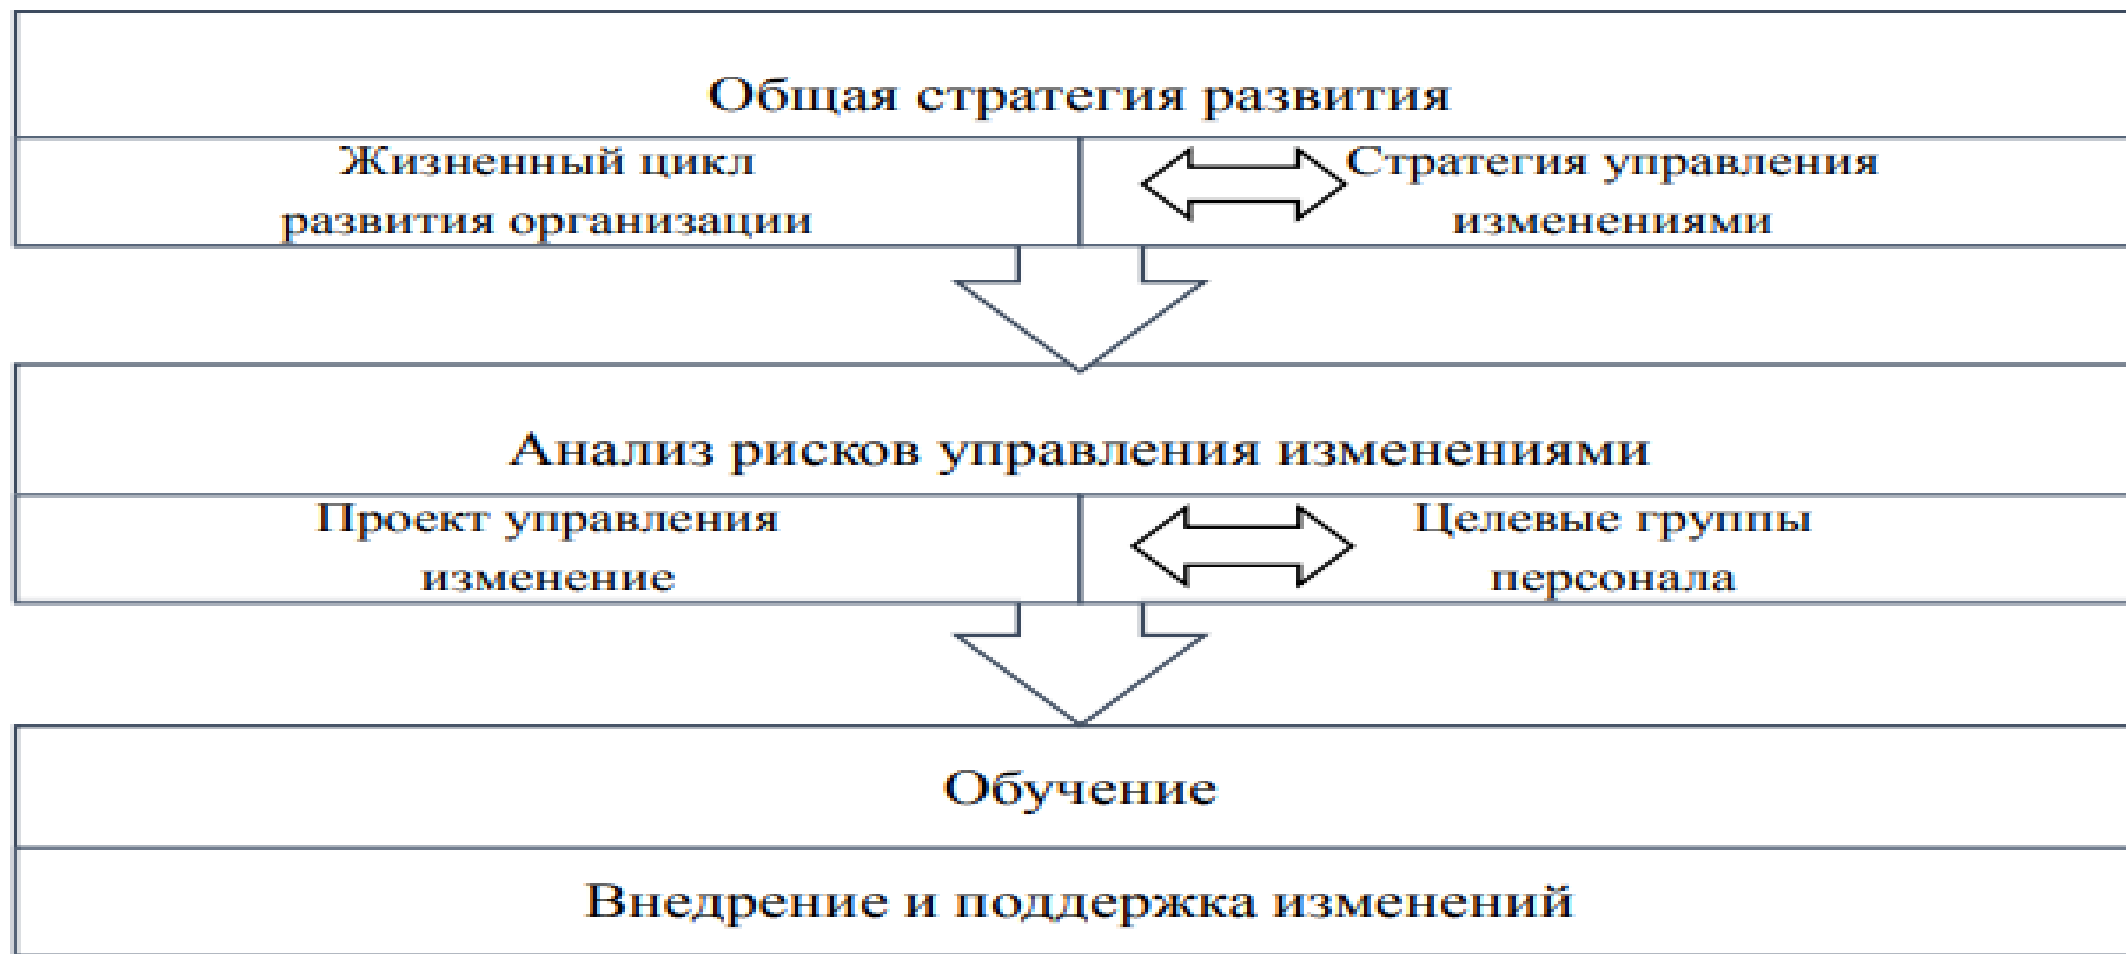 Общая стратегия развития
Жизненный цикл
развития организации
Стратегия управления
изменениями
Анализ рисков управления изменениями
Проект управления
изменение
Целевые группы
персонала
Обучение
Внедрение и поддержка изменений